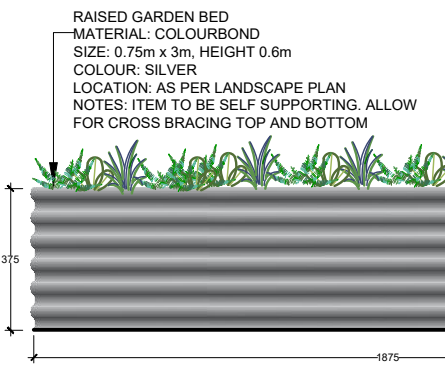 RAISED GARDEN BED
MATERIAL: COLOURBOND
SIZE: 0.75m x 3m, HEIGHT 0.6m
COLOUR: SILVER
LOCATION: AS PER LANDSCAPE PLAN
NOTES: ITEM TO BE SELF SUPPORTING. ALLOW
FOR CROSS BRACING TOP AND BOTTOM
375
1875